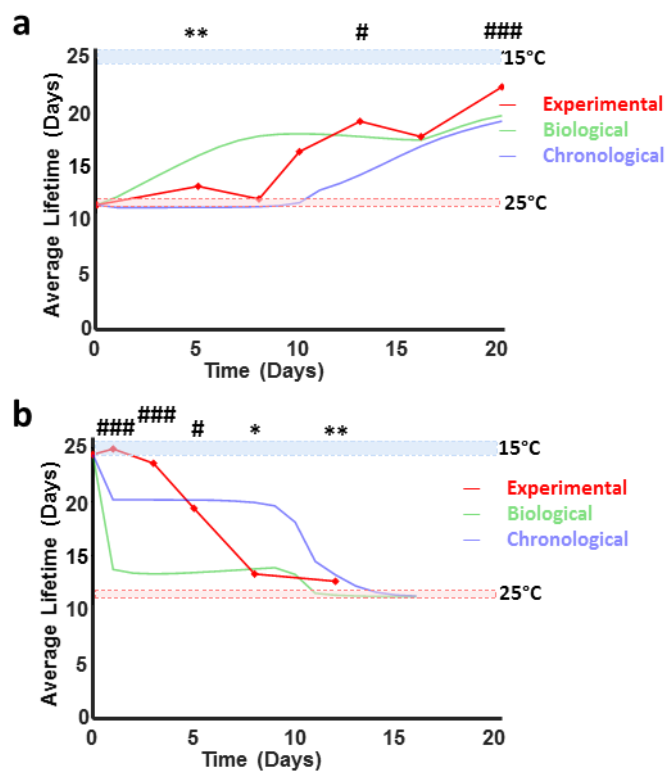 a
** # ###
25
15°C
Average Lifetime (Days)
20
Experimental
Biological
15
Chronological
25°C
10
5
0
0 5 10 15 20
Time (Days)
b
### ### # * **
25
15°C
Average Lifetime (Days)
20
Experimental
Biological
15
Chronological
25°C
10
5
0
0 5 10 15 20
Time (Days)